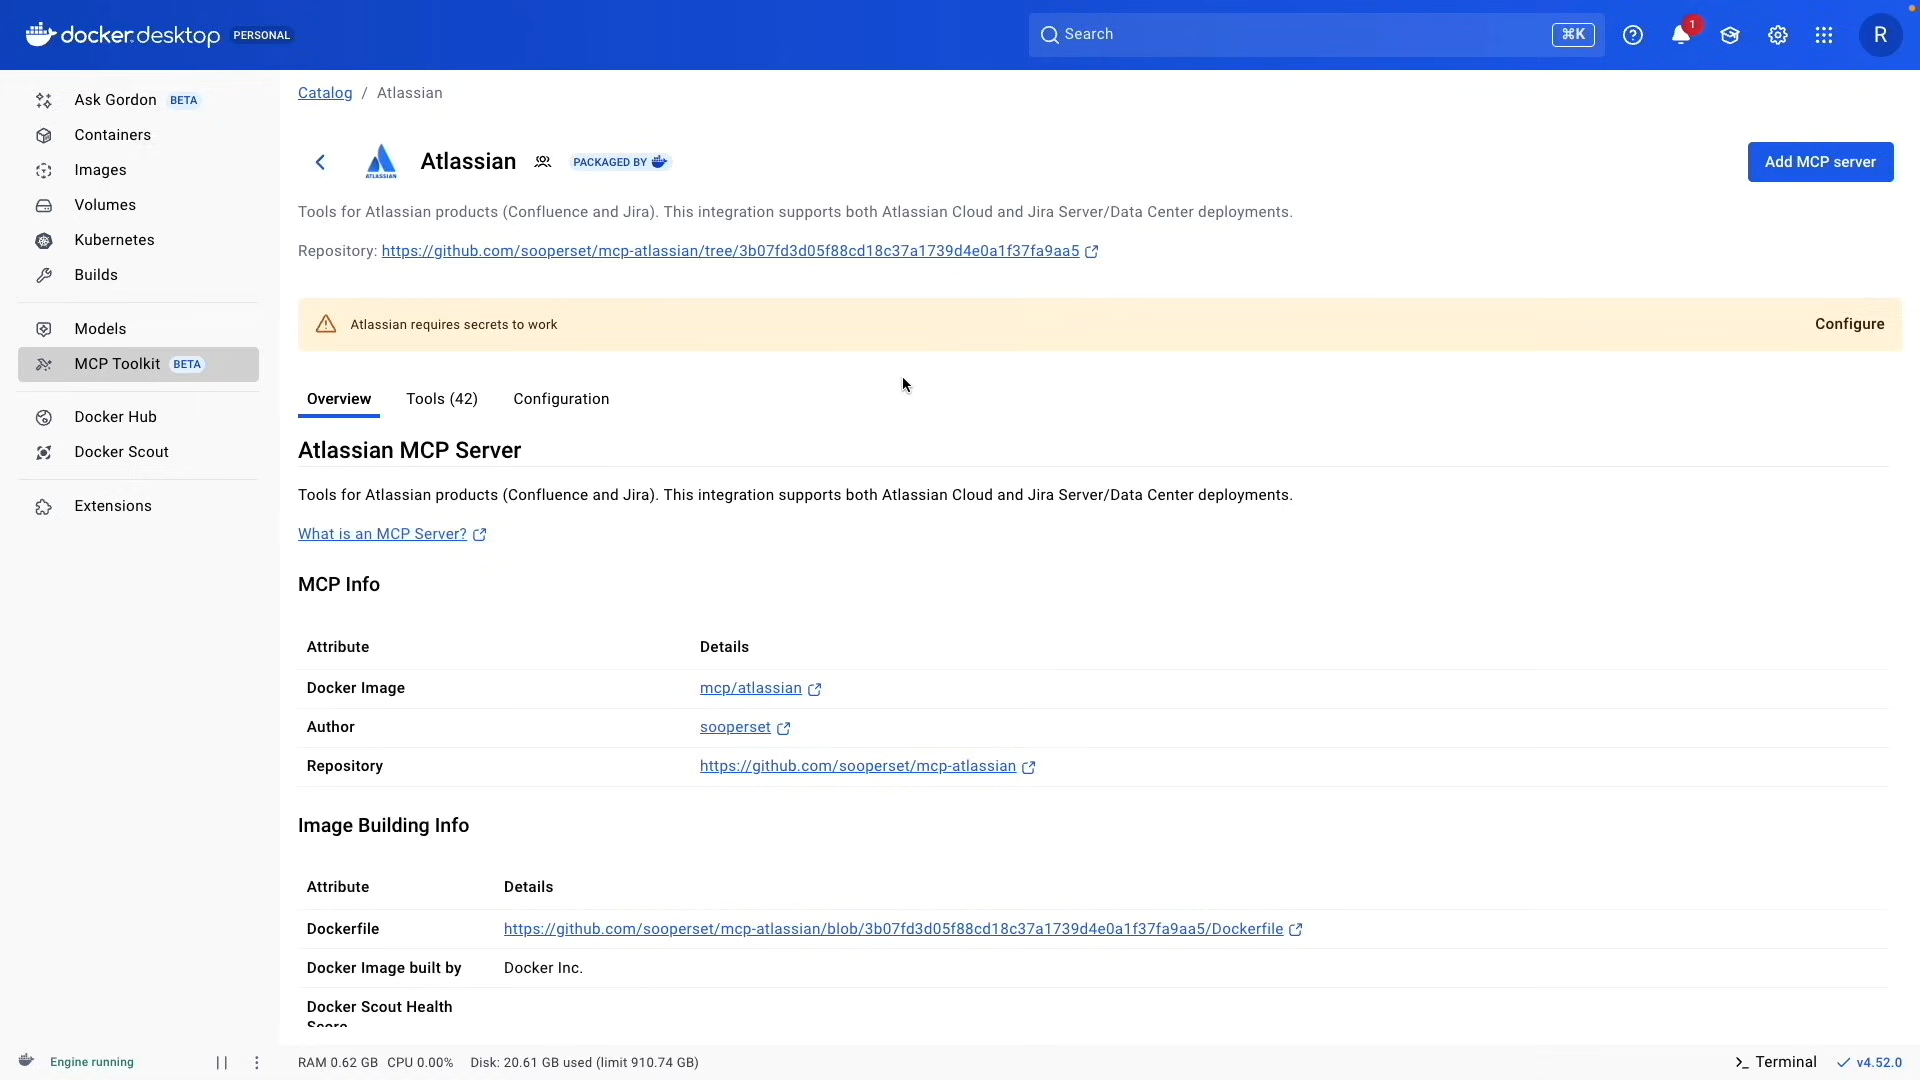 docker desktop PERSONAL
Search
⌘K
1
R
Ask Gordon BETA
Containers
Images
Volumes
Kubernetes
Builds
Models
MCP Toolkit BETA
Docker Hub
Docker Scout
Extensions
Catalog / Atlassian
ATLASSIAN
Atlassian
PACKAGED BY
Add MCP server
Tools for Atlassian products (Confluence and Jira). This integration supports both Atlassian Cloud and Jira Server/Data Center deployments.
Repository: https://github.com/sooperset/mcp-atlassian/tree/3b07fd3d05f88cd18c37a1739d4e0a1f37fa9aa5
Atlassian requires secrets to work
Configure
Overview
Tools (42)
Configuration
Atlassian MCP Server
Tools for Atlassian products (Confluence and Jira). This integration supports both Atlassian Cloud and Jira Server/Data Center deployments.
What is an MCP Server?
MCP Info
Attribute Details
Docker Image mcp/atlassian
Author sooperset
Repository https://github.com/sooperset/mcp-atlassian
Image Building Info
Attribute Details
Dockerfile https://github.com/sooperset/mcp-atlassian/blob/3b07fd3d05f88cd18c37a1739d4e0a1f37fa9aa5/Dockerfile
Docker Image built by Docker Inc.
Docker Scout Health
Score
Engine running
RAM 0.62 GB CPU 0.00% Disk: 20.61 GB used (limit 910.74 GB)
>_ Terminal
v4.52.0